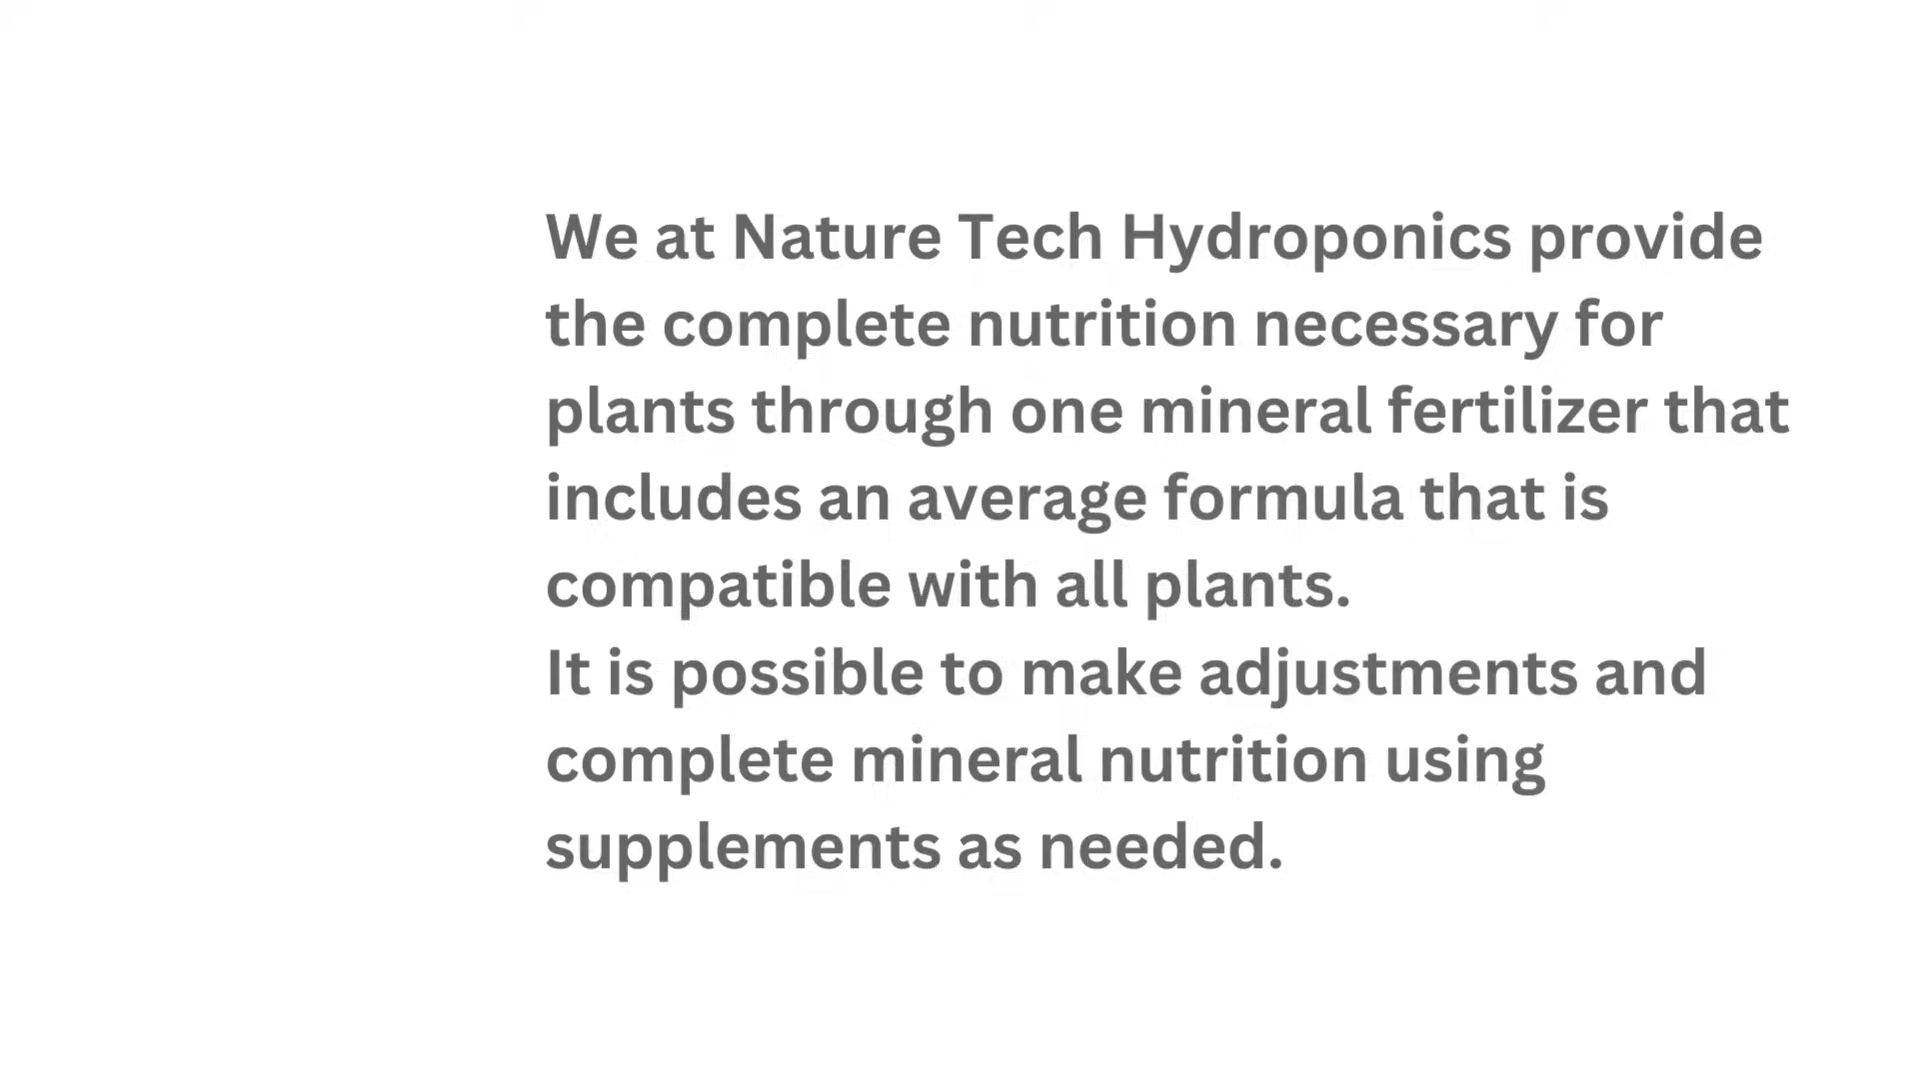 We at Nature Tech Hydroponics provide
the complete nutrition necessary for
plants through one mineral fertilizer that
includes an average formula that is
compatible with all plants.
It is possible to make adjustments and
complete mineral nutrition using
supplements as needed.